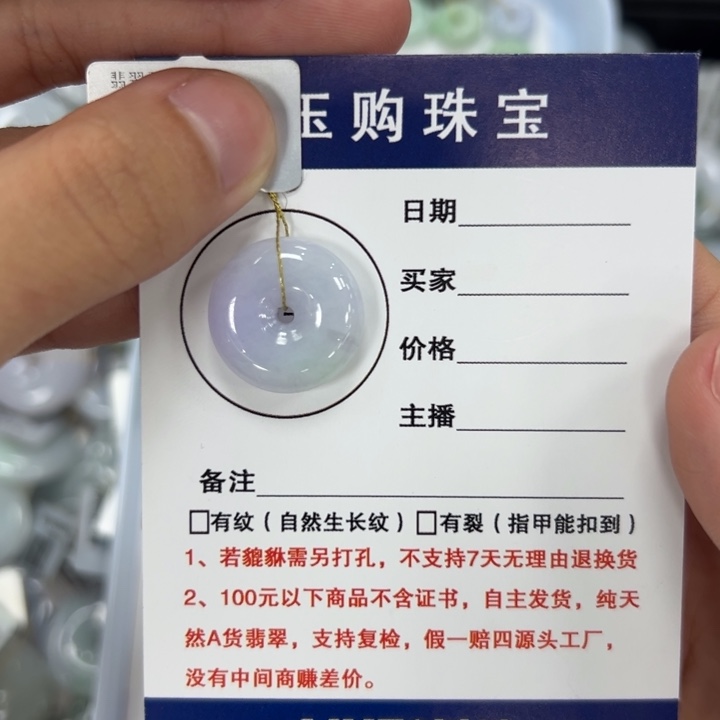 玉购珠宝
日期
买家
价格
主播
备注
□有纹（自然生长纹）□有裂（指甲能扣到）
1、若貔貅需另打孔，不支持7天无理由退换货
2、100元以下商品不含证书，自主发货，纯天
然A货翡翠，支持复检，假一赔四源头工厂，
没有中间商赚差价。